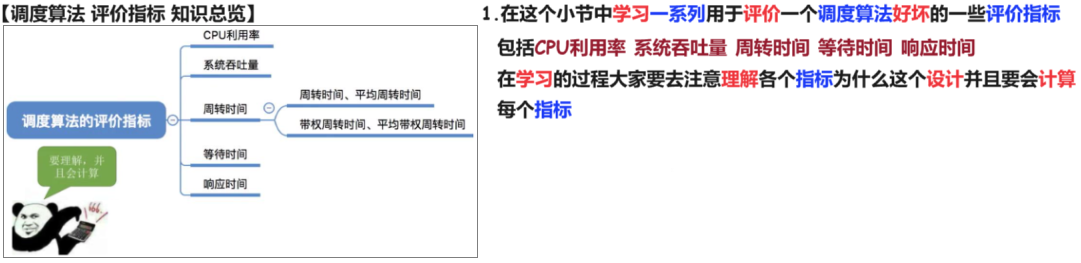 【调度算法 评价指标 知识总览】
CPU利用率
系统吞吐量
周转时间
周转时间、平均周转时间
带权周转时间、平均带权周转时间
调度算法的评价指标
等待时间
响应时间
要理解，并
且会计算
1.在这个小节中学习一系列用于评价一个调度算法好坏的一些评价指标
包括CPU利用率 系统吞吐量 周转时间 等待时间 响应时间
在学习的过程大家要去注意理解各个指标为什么这个设计并且要会计算
每个指标